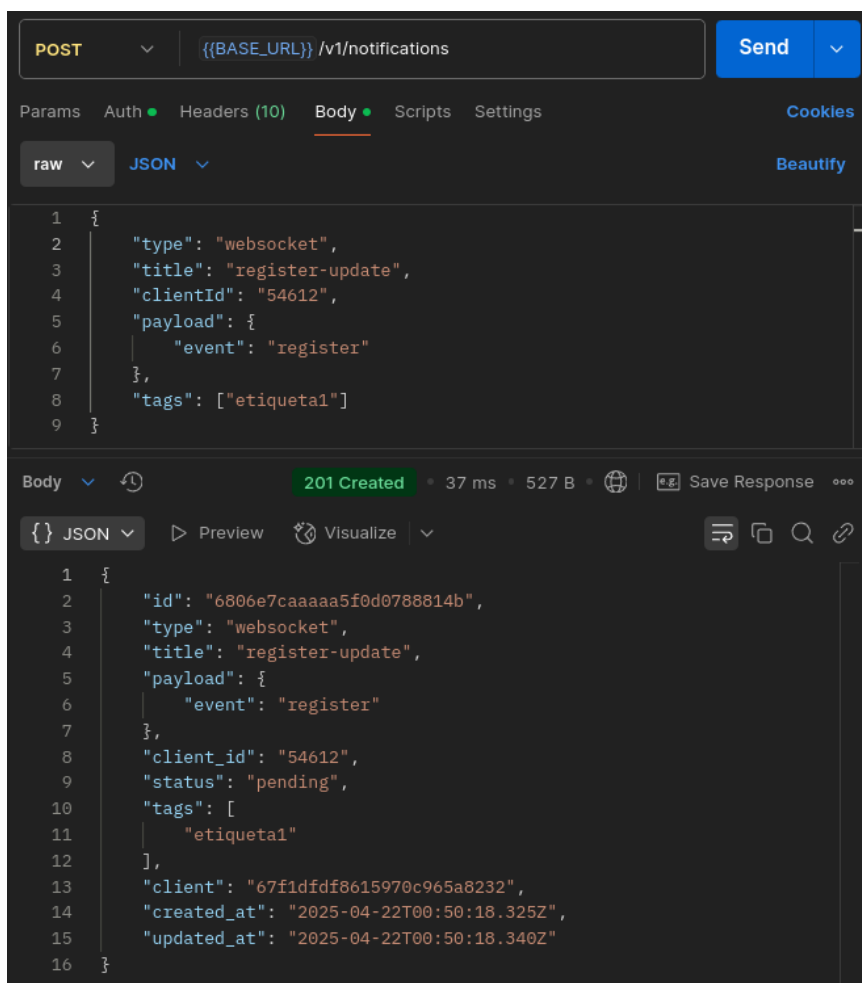 POST {{BASE_URL}} /v1/notifications Send
Params Auth Headers (10) Body Scripts Settings Cookies
raw JSON Beautify
1 {
2 "type": "websocket",
3 "title": "register-update",
4 "clientId": "54612",
5 "payload": {
6 "event": "register"
7 },
8 "tags": ["etiqueta1"]
9 }
Body 201 Created • 37 ms • 527 B • e.g. Save Response
{} JSON Preview Visualize
1 {
2 "id": "6806e7caaaaa5f0d0788814b",
3 "type": "websocket",
4 "title": "register-update",
5 "payload": {
6 "event": "register"
7 },
8 "client_id": "54612",
9 "status": "pending",
10 "tags": [
11 "etiqueta1"
12 ],
13 "client": "67f1dfdf8615970c965a8232",
14 "created_at": "2025-04-22T00:50:18.325Z",
15 "updated_at": "2025-04-22T00:50:18.340Z"
16 }